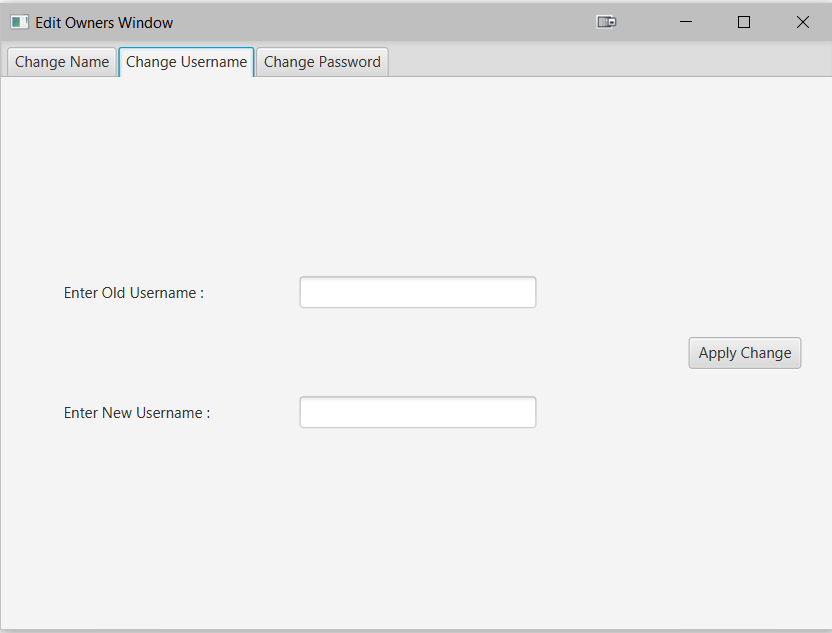 Edit Owners Window
Change Name Change Username Change Password
Enter Old Username :
Apply Change
Enter New Username :